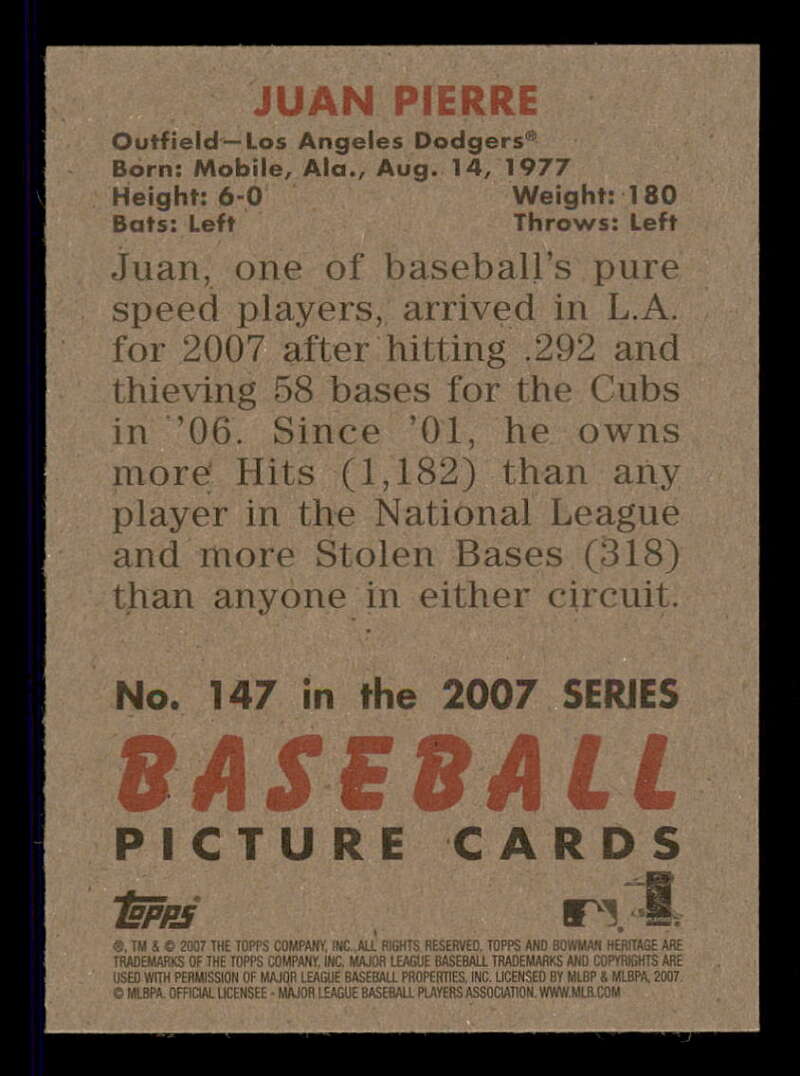 JUAN PIERRE
Outfield—Los Angeles Dodgers®
Born: Mobile, Ala., Aug. 14, 1977
Height: 6-0 Weight: 180
Bats: Left Throws: Left
Juan, one of baseball's pure
speed players, arrived in L.A.
for 2007 after hitting .292 and
thieving 58 bases for the Cubs
in '06. Since '01, he owns
more Hits (1,182) than any
player in the National League
and more Stolen Bases (318)
than anyone in either circuit.
No. 147 in the 2007 SERIES
BASEBALL
PICTURE CARDS
Topps
®, TM & © 2007 THE TOPPS COMPANY, INC. ALL RIGHTS RESERVED. TOPPS AND BOWMAN HERITAGE ARE
TRADEMARKS OF THE TOPPS COMPANY, INC. MAJOR LEAGUE BASEBALL TRADEMARKS AND COPYRIGHTS ARE
USED WITH PERMISSION OF MAJOR LEAGUE BASEBALL PROPERTIES, INC. LICENSED BY MLBP & MLBPA, 2007.
© MLBPA. OFFICIAL LICENSEE - MAJOR LEAGUE BASEBALL PLAYERS ASSOCIATION. WWW.MLB.COM